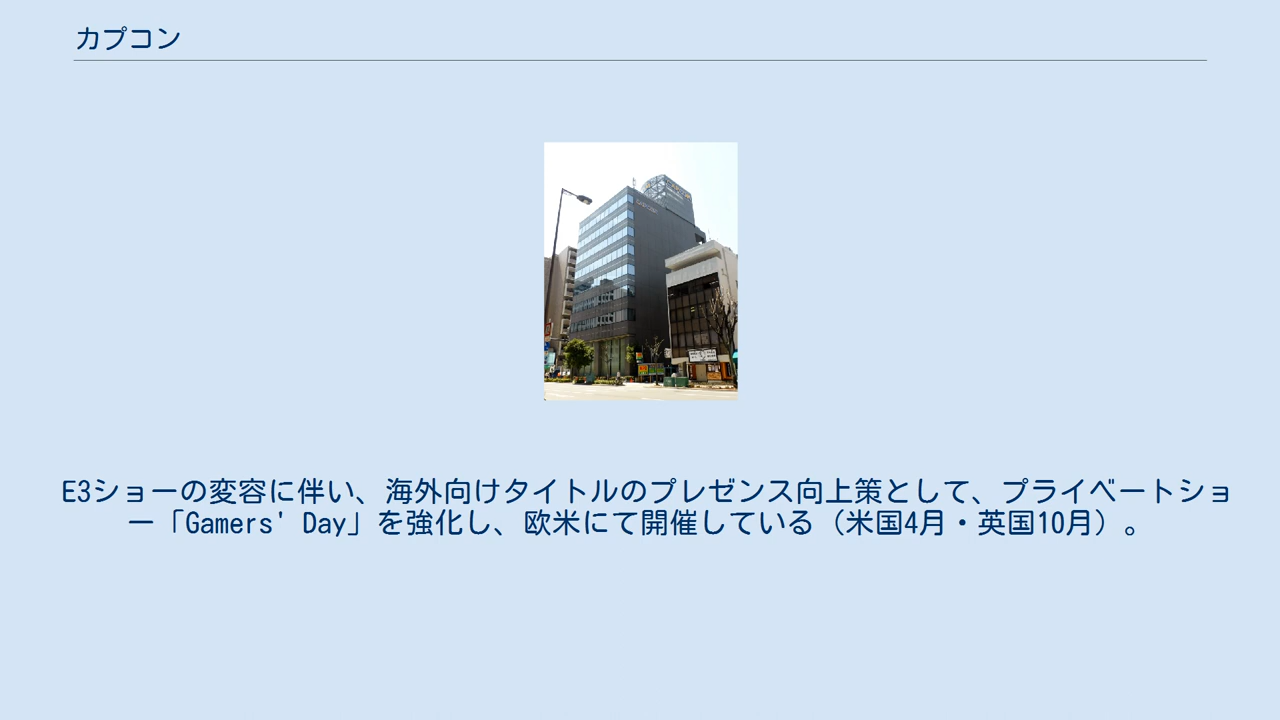 カプコン
E3ショーの変容に伴い、海外向けタイトルのプレゼンス向上策として、プライベートショ
ー「Gamers' Day」を強化し、欧米にて開催している（米国4月・英国10月）。